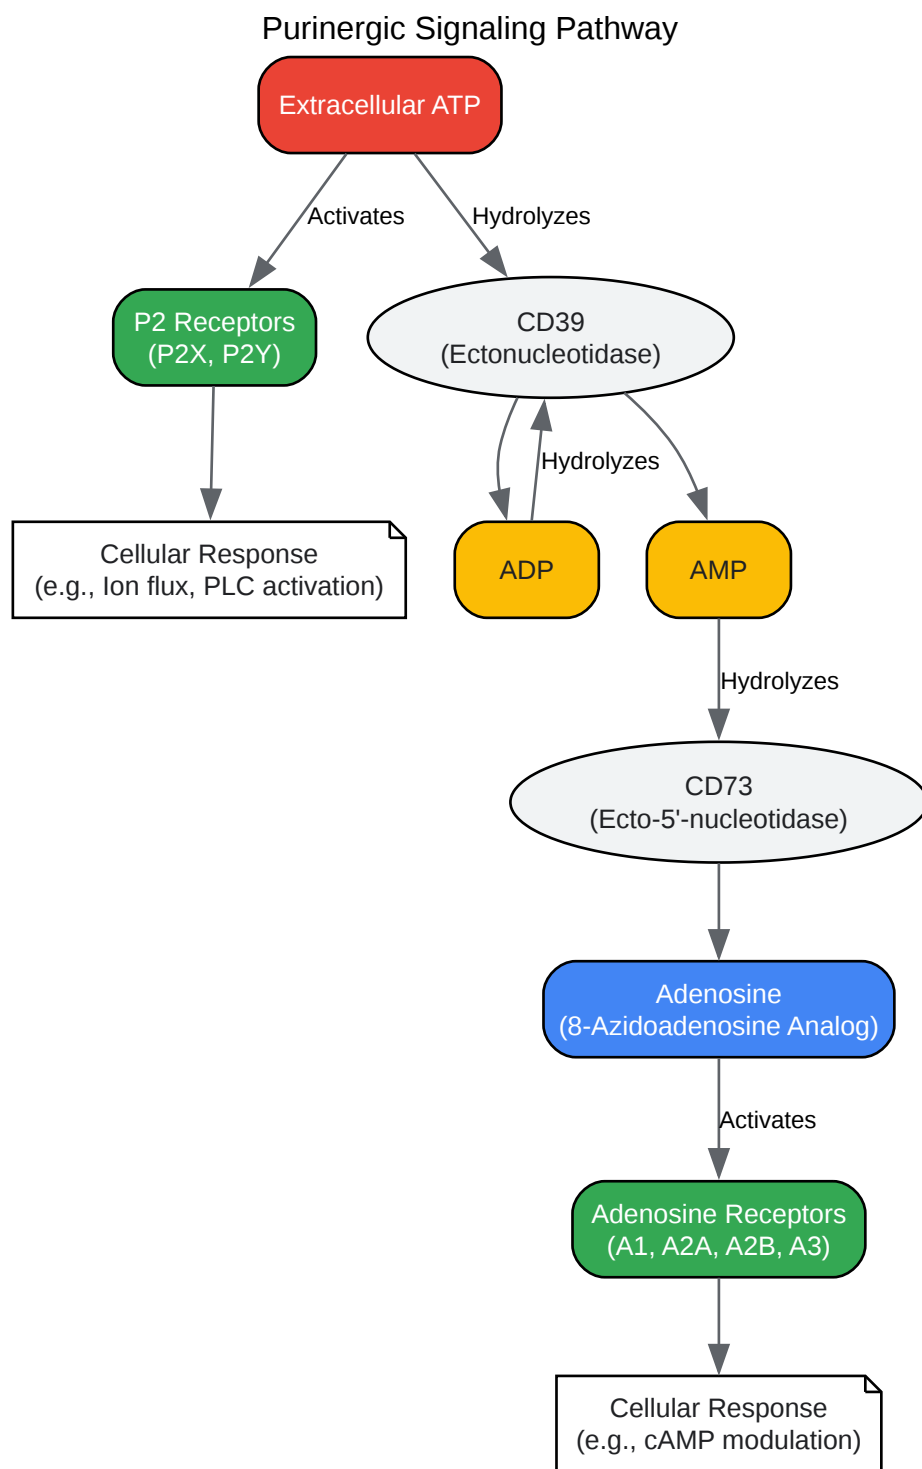 Purinergic Signaling Pathway
Extracellular ATP
Activates
Hydrolyzes
P2 Receptors
(P2X, P2Y)
CD39
(Ectonucleotidase)
Hydrolyzes
Cellular Response
(e.g., Ion flux, PLC activation)
ADP
AMP
Hydrolyzes
CD73
(Ecto-5'-nucleotidase)
Adenosine
(8-Azidoadenosine Analog)
Activates
Adenosine Receptors
(A1, A2A, A2B, A3)
Cellular Response
(e.g., cAMP modulation)